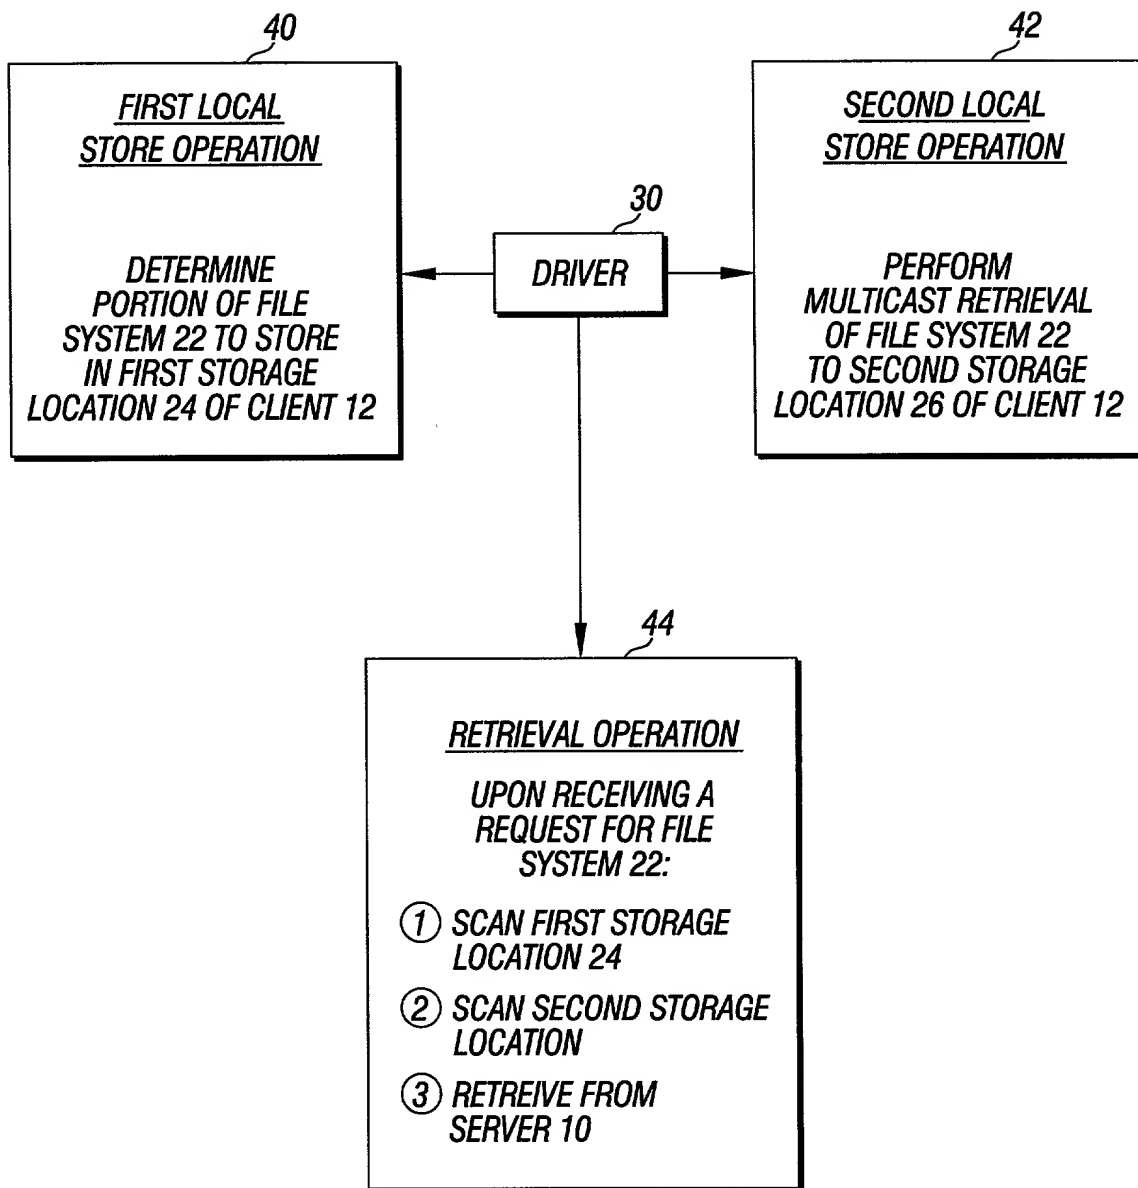 40
FIRST LOCAL
STORE OPERATION
DETERMINE
PORTION OF FILE
SYSTEM 22 TO STORE
IN FIRST STORAGE
LOCATION 24 OF CLIENT 12
30
DRIVER
42
SECOND LOCAL
STORE OPERATION
PERFORM
MULTICAST RETRIEVAL
OF FILE SYSTEM 22
TO SECOND STORAGE
LOCATION 26 OF CLIENT 12
44
RETRIEVAL OPERATION
UPON RECEIVING A
REQUEST FOR FILE
SYSTEM 22:
1 SCAN FIRST STORAGE
LOCATION 24
2 SCAN SECOND STORAGE
LOCATION
3 RETREIVE FROM
SERVER 10